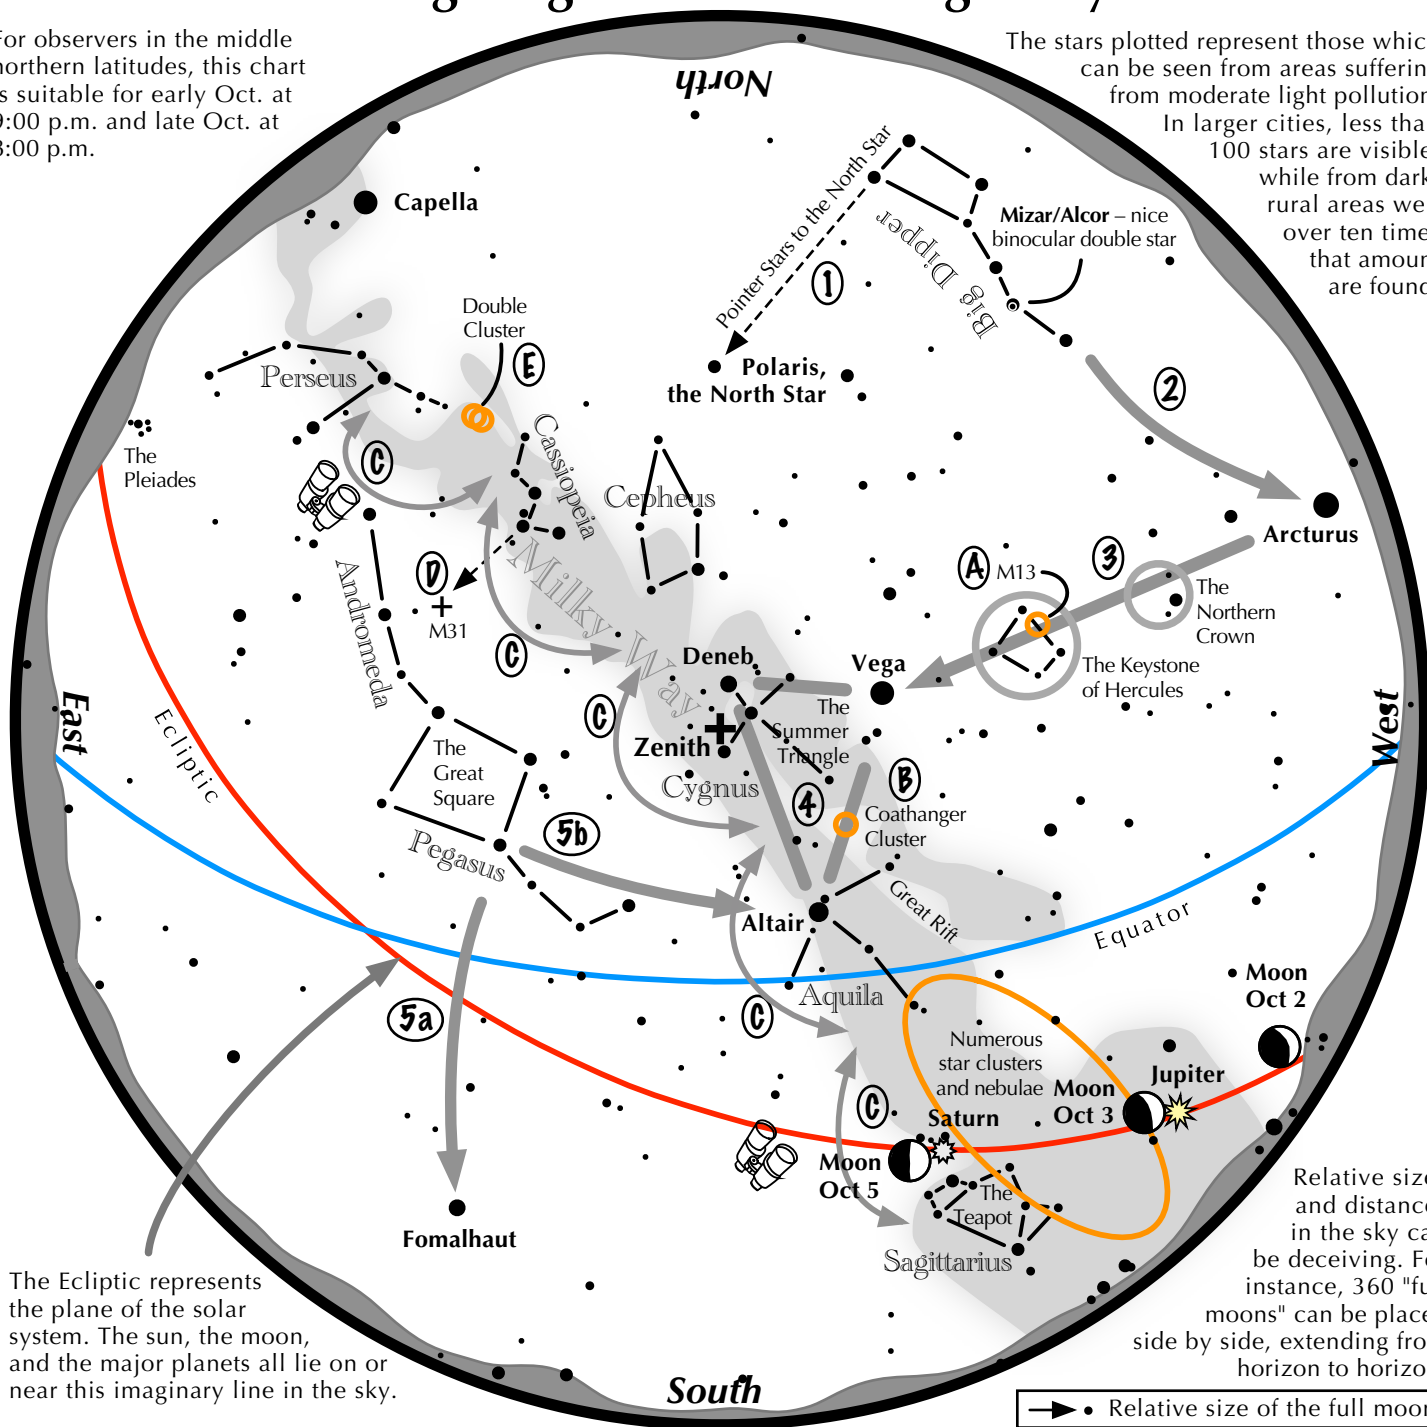 For observers in the middle
northern latitudes, this chart
is suitable for early Oct. at
9:00 p.m. and late Oct. at
8:00 p.m.
The stars plotted represent those which
can be seen from areas suffering
from moderate light pollution.
In larger cities, less than
100 stars are visible,
while from dark
rural areas
over ten times
that amount
are found.
North
Capella
Pointer Stars to the North Star
Big Dipper
Mizar/Alcor – nice
binocular double star
1
Double
Cluster
E
Perseus
Polaris,
the North Star
2
The
Pleiades
C
Cassiopeia
Cepheus
Arcturus
Andromeda
D
M31
Milky Way
A
M13
3
The
Northern
Crown
The Keystone
of Hercules
C
Deneb
Vega
East
Ecliptic
C
The
Summer
Triangle
West
The
Great
Square
Zenith
Cygnus
4
B
Coathanger
Cluster
Pegasus
5b
Altair
Great Rift
Equator
Aquila
Moon
Oct 2
5a
C
Numerous
star clusters
and nebulae
Moon
Oct 3
Jupiter
C
Saturn
Moon
Oct 5
The
Teapot
Sagittarius
Fomalhaut
The Ecliptic represents
the plane of the solar
system. The sun, the moon,
and the major planets all lie on or
near this imaginary line in the sky.
Relative size
and distance
in the sky can
be deceiving. For
instance, 360 "full
moons" can be placed
side by side, extending from
horizon to horizon.
South
Relative size of the full moon